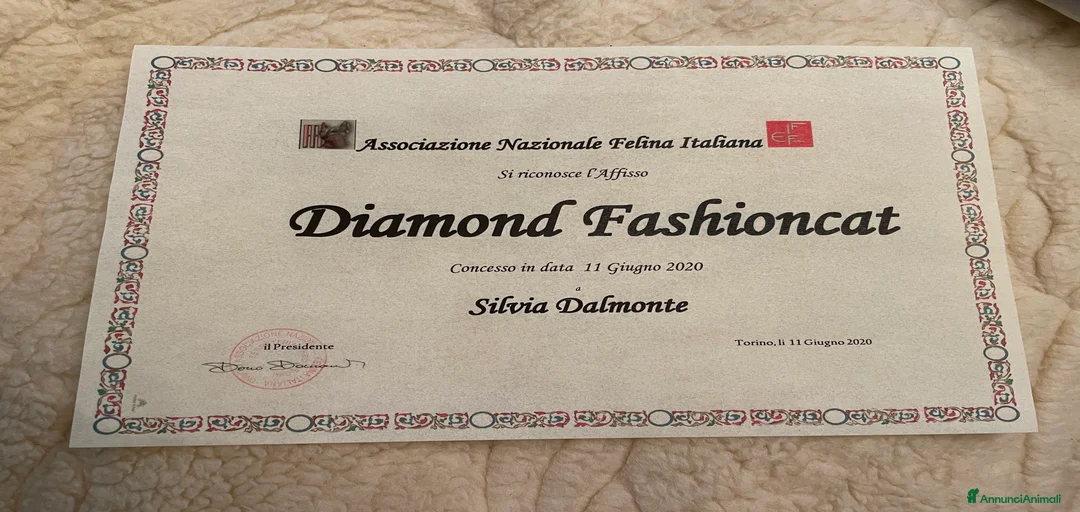 Associazione Nazionale Felina Italiana
Si riconosce l'Affisso
Diamond Fashioncat
Concesso in data 11 Giugno 2020
a
Silvia Dalmonte
il Presidente
Torino, lì 11 Giugno 2020
AnnunciAnimali